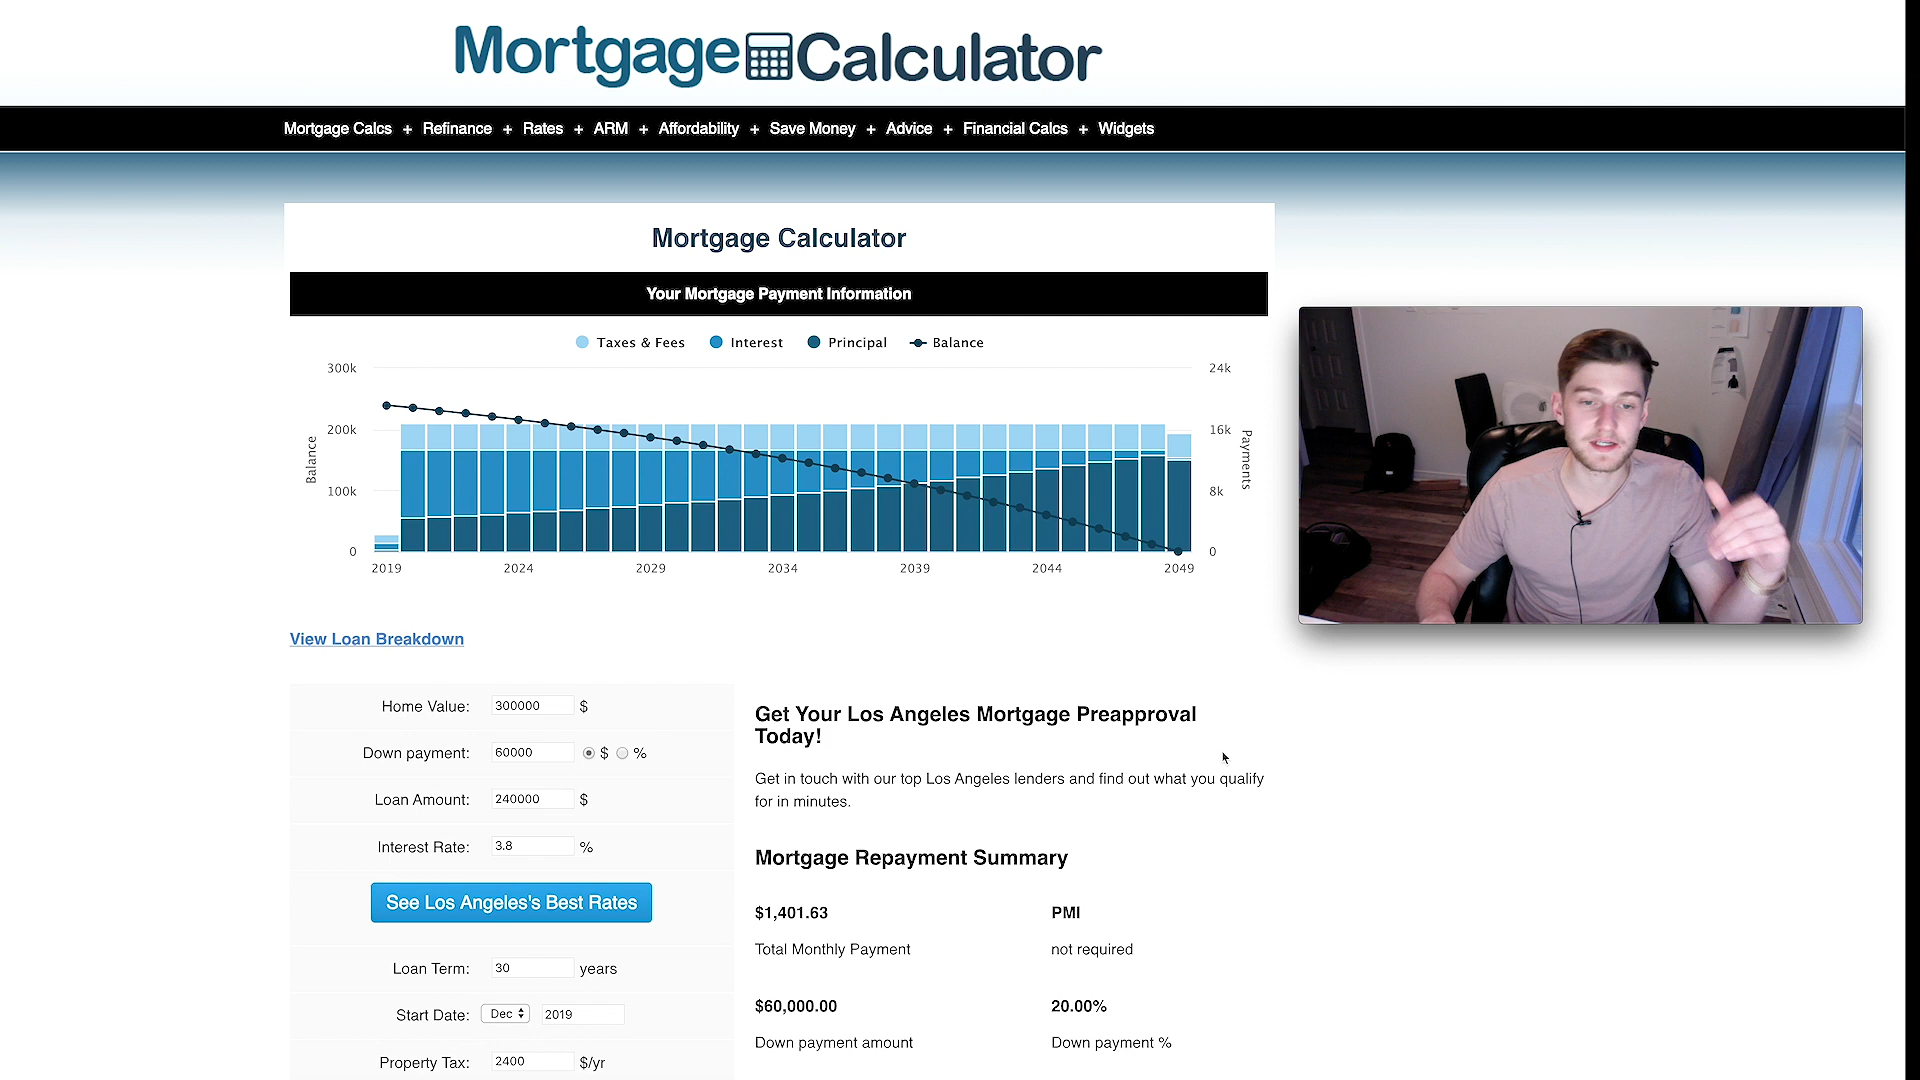 Mortgage Calculator
Mortgage Calcs + Refinance + Rates + ARM + Affordability + Save Money + Advice + Financial Calcs + Widgets
Mortgage Calculator
Your Mortgage Payment Information
Taxes & Fees Interest Principal Balance
300k 24k
200k 16k
100k 8k
0 0
Balance
Payments
2019 2024 2029 2034 2039 2044 2049
View Loan Breakdown
Home Value: 300000 $
Down payment: 60000 $ %
Loan Amount: 240000 $
Interest Rate: 3.8 %
See Los Angeles's Best Rates
Loan Term: 30 years
Start Date: Dec 2019
Property Tax: 2400 $/yr
Get Your Los Angeles Mortgage Preapproval
Today!
Get in touch with our top Los Angeles lenders and find out what you qualify
for in minutes.
Mortgage Repayment Summary
$1,401.63 PMI
Total Monthly Payment not required
$60,000.00 20.00%
Down payment amount Down payment %